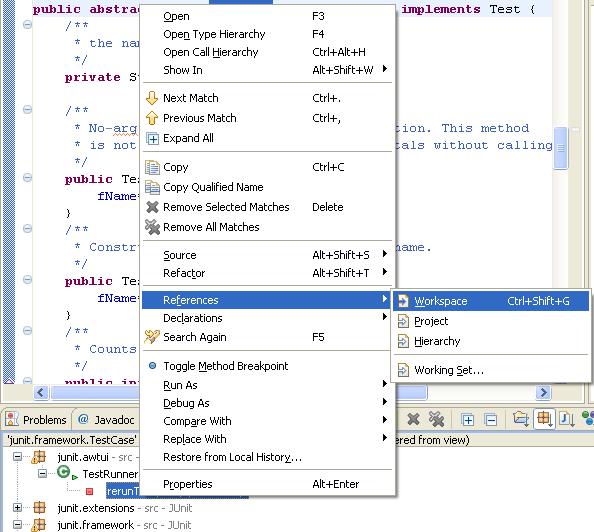 public abstra implements Test {
/**
* the na
*/
private S
/**
* No-arg tion. This method
* is not tals without calling
*/
public Te
fName=
}
/**
* Constr name.
*/
public Te
fName=
}
/**
* Counts
*/
public in
Open F3
Open Type Hierarchy F4
Open Call Hierarchy Ctrl+Alt+H
Show In Alt+Shift+W
Next Match Ctrl+.
Previous Match Ctrl+,
Expand All
Copy Ctrl+C
Copy Qualified Name
Remove Selected Matches Delete
Remove All Matches
Source Alt+Shift+S
Refactor Alt+Shift+T
References
Declarations
Search Again F5
Toggle Method Breakpoint
Run As
Debug As
Compare With
Replace With
Restore from Local History...
Properties Alt+Enter
Workspace Ctrl+Shift+G
Project
Hierarchy
Working Set...
Problems @ Javadoc
'junit.framework.TestCase' ered from view)
junit.awtui - src -
TestRunner
rerunT
junit.extensions - src - JUnit
junit.framework - src - JUnit